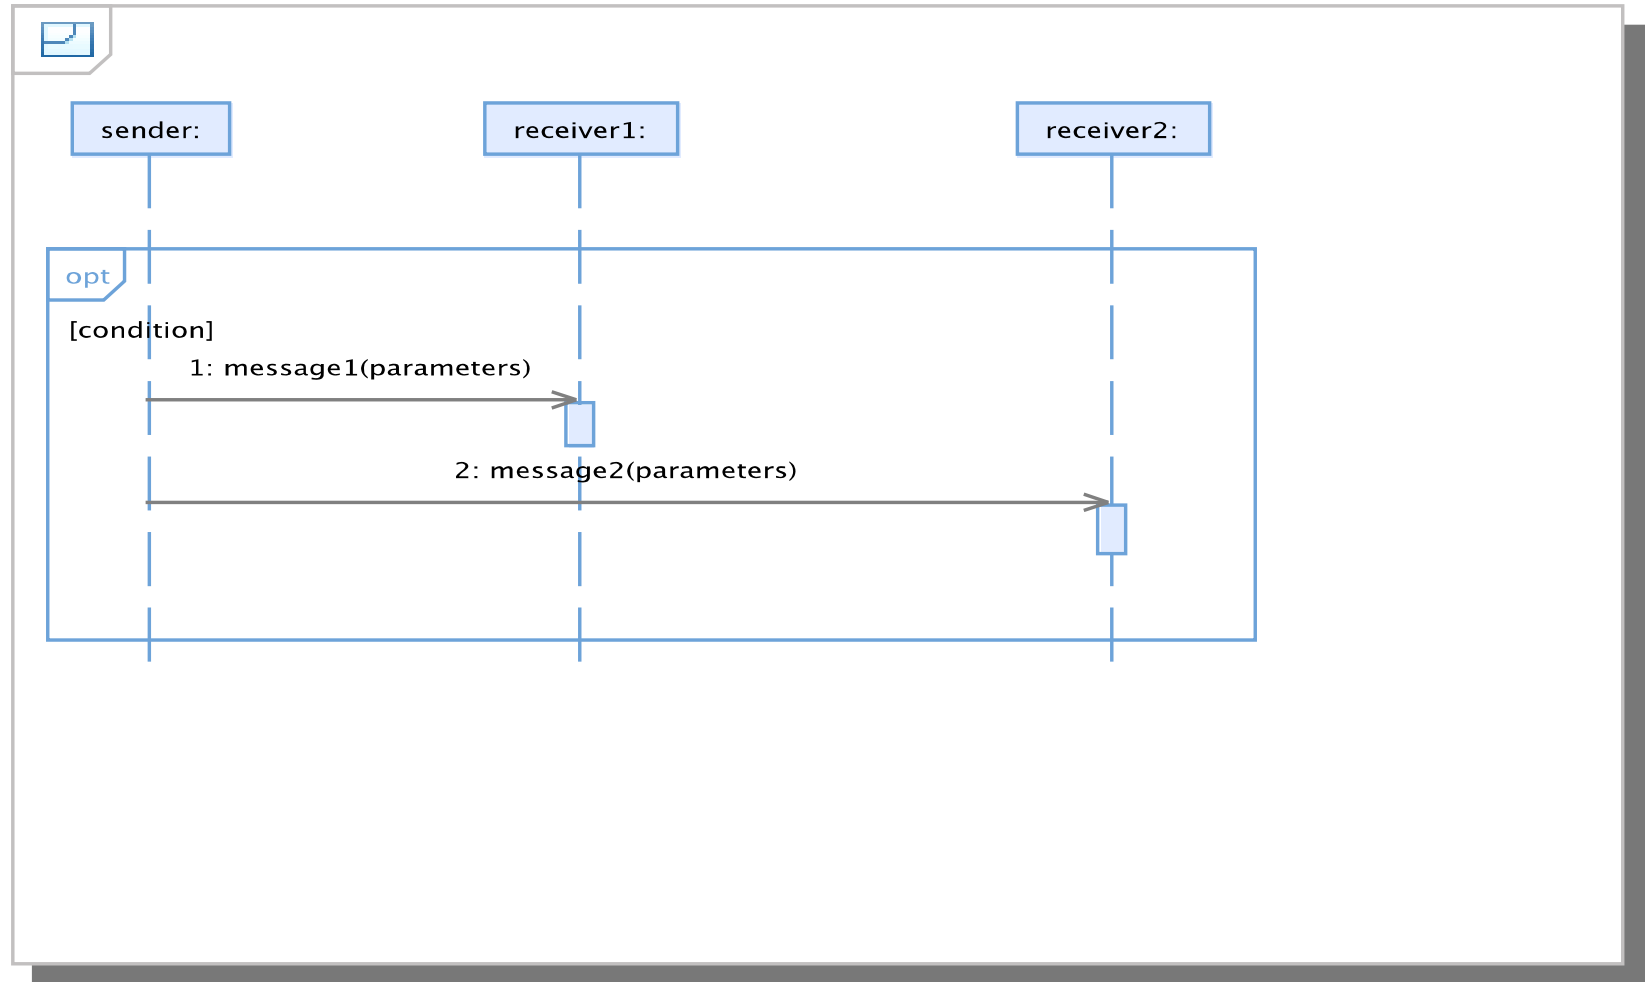 sender:
receiver1:
receiver2:
opt
[condition]
1: message1(parameters)
2: message2(parameters)